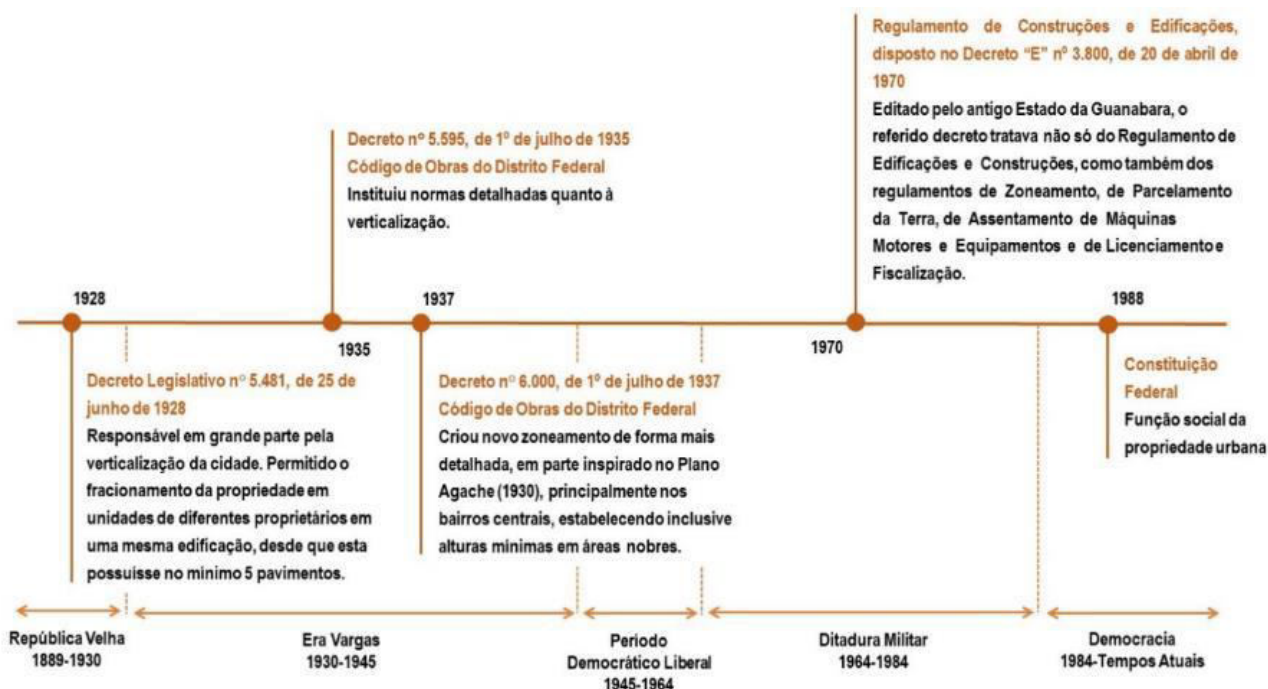 Regulamento de Construções e Edificações,
disposto no Decreto “E” nº 3.800, de 20 de abril de
1970
Editado pelo antigo Estado da Guanabara, o
referido decreto tratava não só do Regulamento de
Edificações e Construções, como também dos
regulamentos de Zoneamento, de Parcelamento
da Terra, de Assentamento de Máquinas
Motores e Equipamentos e de Licenciamento e
Fiscalização.
Decreto nº 5.595, de 1º de julho de 1935
Código de Obras do Distrito Federal
Instituiu normas detalhadas quanto à
verticalização.
1928
1935
1937
1970
1988
Decreto Legislativo nº 5.481, de 25 de
junho de 1928
Responsável em grande parte pela
verticalização da cidade. Permitido o
fracionamento da propriedade em
unidades de diferentes proprietários em
uma mesma edificação, desde que esta
possuísse no mínimo 5 pavimentos.
Decreto nº 6.000, de 1º de julho de 1937
Código de Obras do Distrito Federal
Criou novo zoneamento de forma mais
detalhada, em parte inspirado no Plano
Agache (1930), principalmente nos
bairros centrais, estabelecendo inclusive
alturas mínimas em áreas nobres.
Constituição
Federal
Função social da
propriedade urbana
República Velha
1889-1930
Era Vargas
1930-1945
Período
Democrático Liberal
1945-1964
Ditadura Militar
1964-1984
Democracia
1984-Tempos Atuais